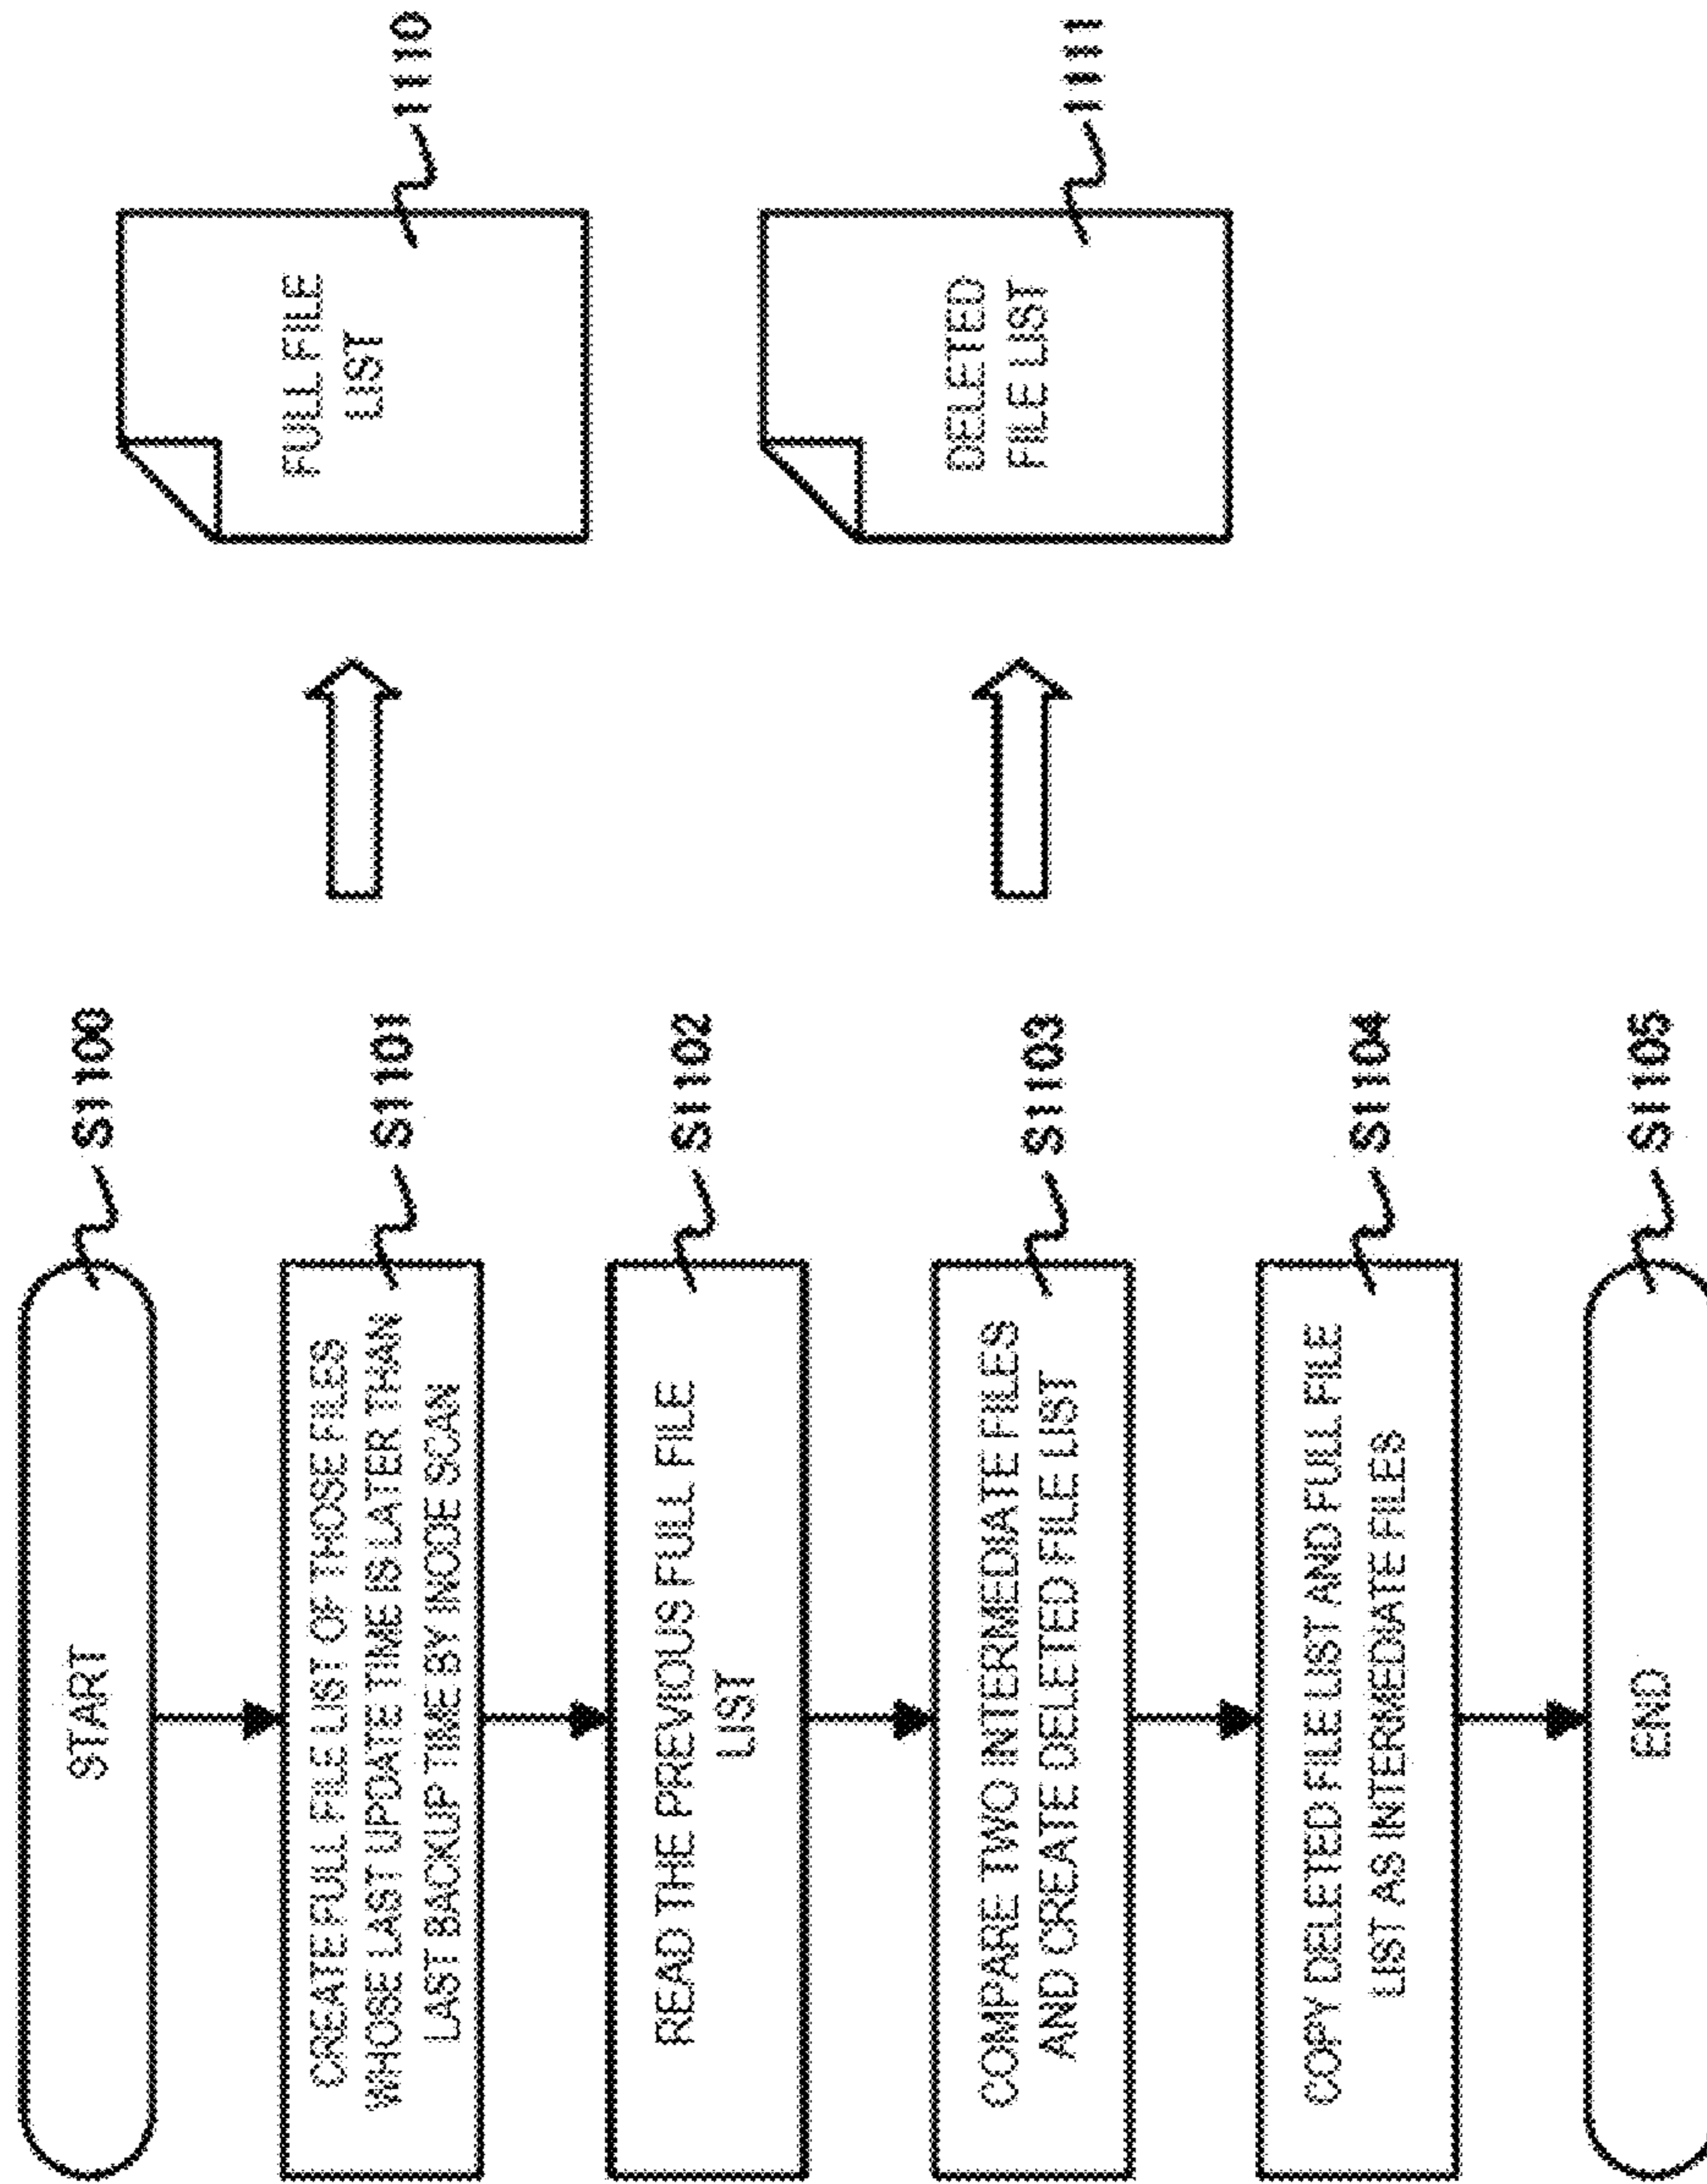 START
S1100
CREATE FULL FILE LIST OF THOSE FILES
WHOSE LAST UPDATE TIME IS LATER THAN
LAST BACKUP TIME BY INODE SCAN
S1101
FULL FILE
LIST
1110
READ THE PREVIOUS FULL FILE
LIST
S1102
COMPARE TWO INTERMEDIATE FILES
AND CREATE DELETED FILE LIST
S1103
DELETED
FILE LIST
1111
COPY DELETED FILE LIST AND FULL FILE
LIST AS INTERMEDIATE FILES
S1104
END
S1105